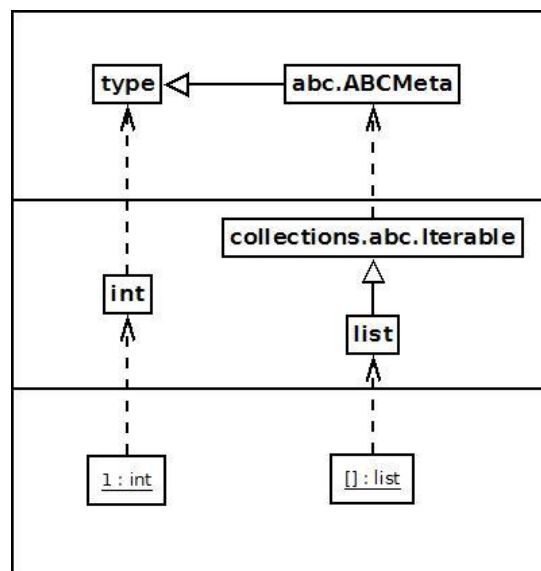 type
abc.ABCMeta
collections.abc.Iterable
int
list
1 : int
[] : list